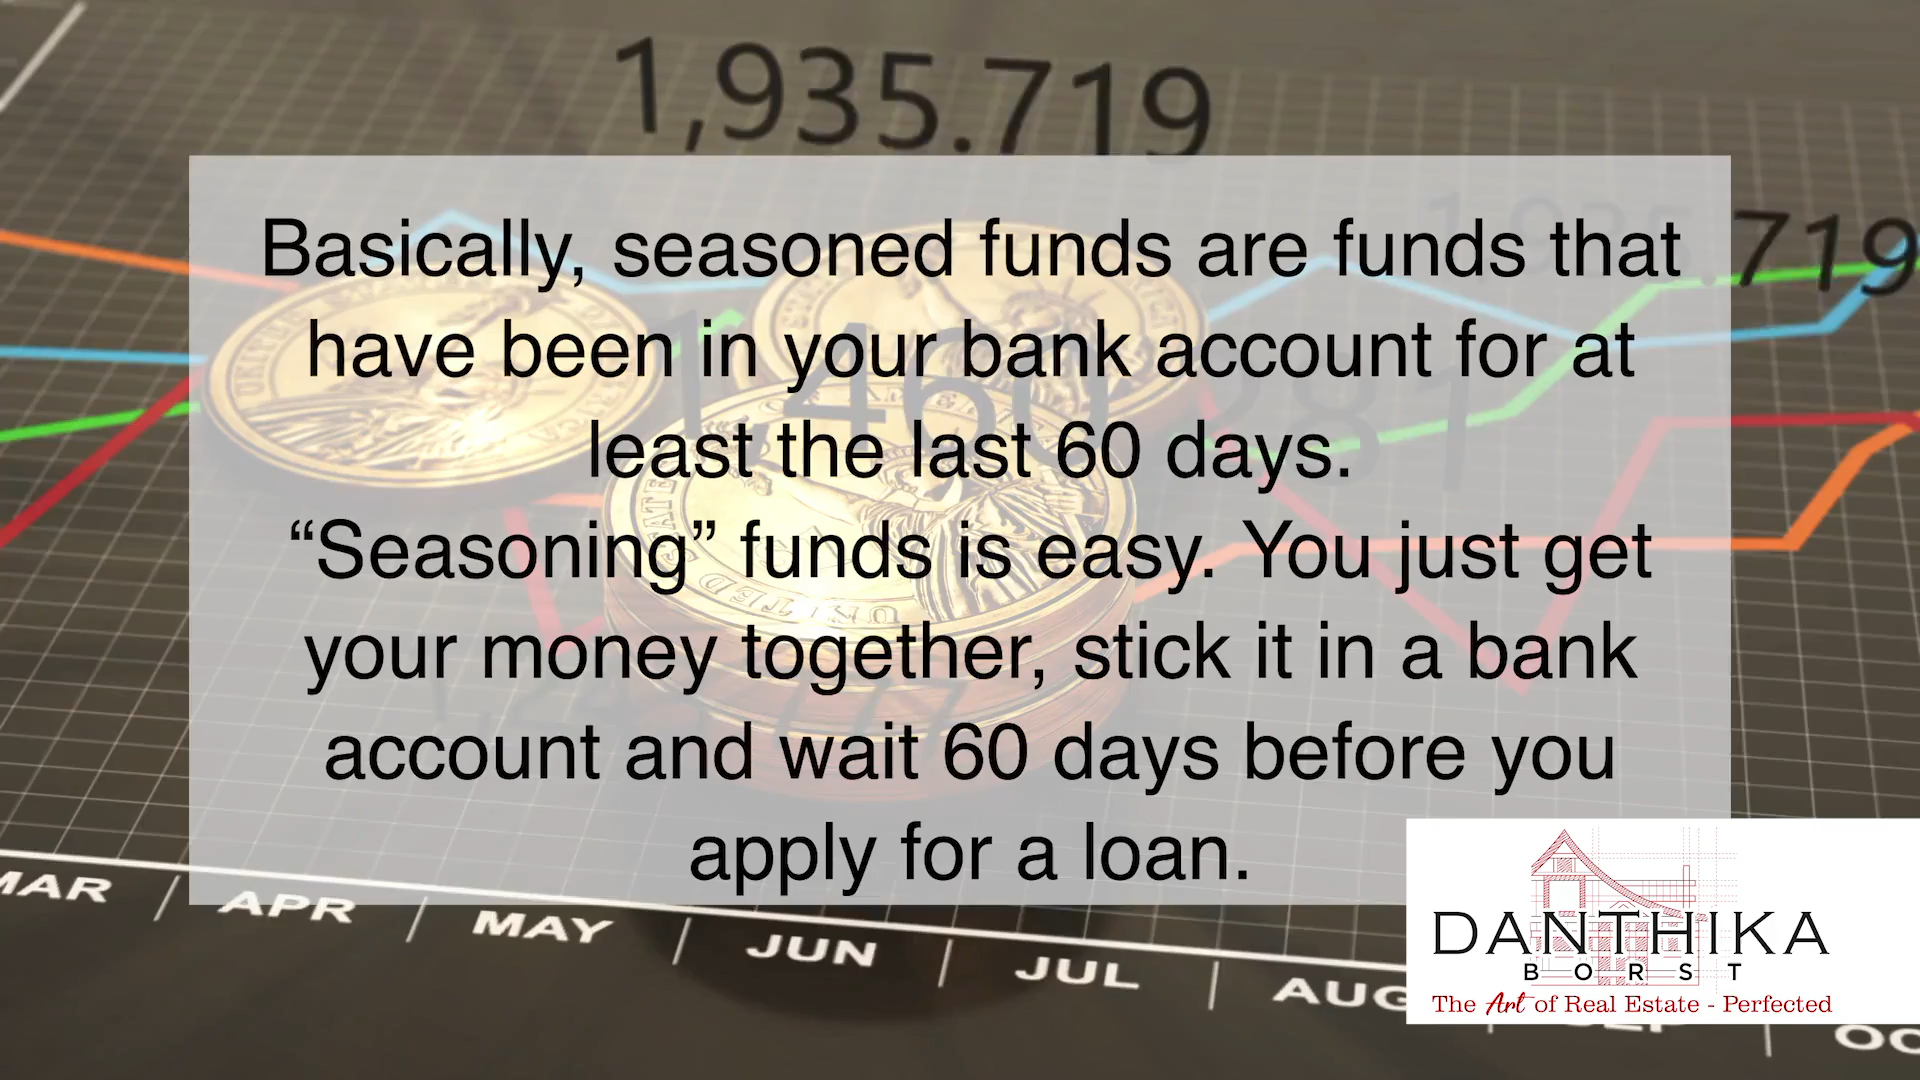 1,935.719
.719
Basically, seasoned funds are funds that
have been in your bank account for at
least the last 60 days.
“Seasoning” funds is easy. You just get
your money together, stick it in a bank
account and wait 60 days before you
apply for a loan.
MAR
APR
MAY
JUN
JUL
AUG
DANTHIKA
BORST
The Art of Real Estate - Perfected